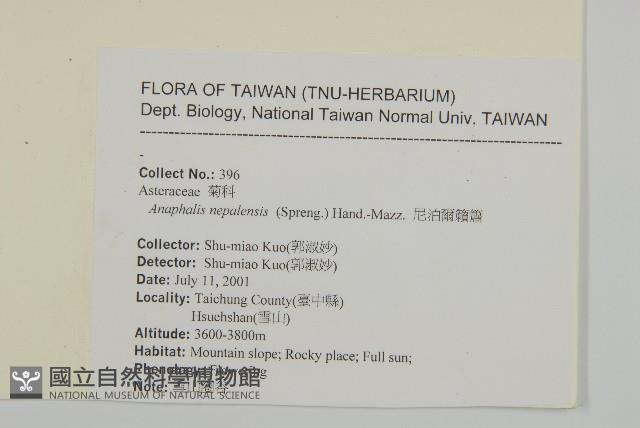 FLORA OF TAIWAN (TNU-HERBARIUM)
Dept. Biology, National Taiwan Normal Univ. TAIWAN
Collect No.: 396
Asteraceae 菊科
Anaphalis nepalensis (Spreng.) Hand.-Mazz. 尼泊爾籟簫
Collector: Shu-miao Kuo(郭淑妙)
Detector: Shu-miao Kuo(郭淑妙)
Date: July 11, 2001
Locality: Taichung County(臺中縣)
Hsuehshan(雪山)
Altitude: 3600-3800m
Habitat: Mountain slope; Rocky place; Full sun;
Phenology:
Note:
國立自然科學博物館
NATIONAL MUSEUM OF NATURAL SCIENCE